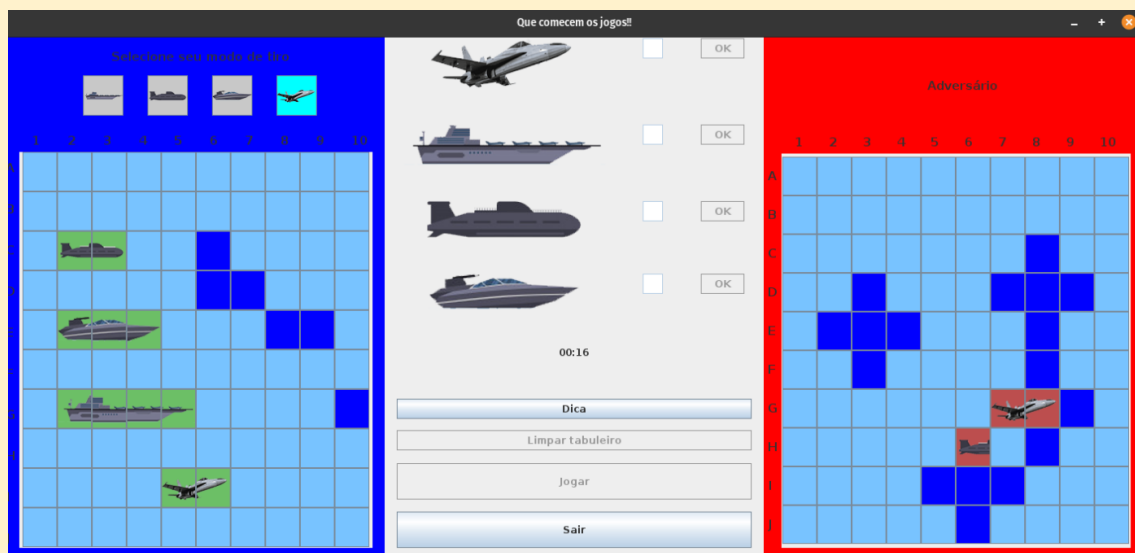 Que comecem os jogos!!
Selecione seu modo de tiro
1 2 3 4 5 6 7 8 9 10
A
B
C
D
E
F
G
H
I
J
OK
OK
OK
OK
00:16
Dica
Limpar tabuleiro
Jogar
Sair
Adversário
1 2 3 4 5 6 7 8 9 10
A
B
C
D
E
F
G
H
I
J